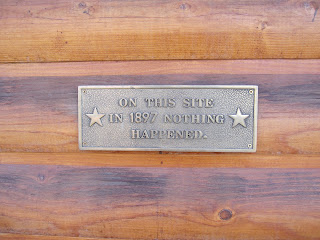 ON THIS SITE
IN 1897 NOTHING
HAPPENED.